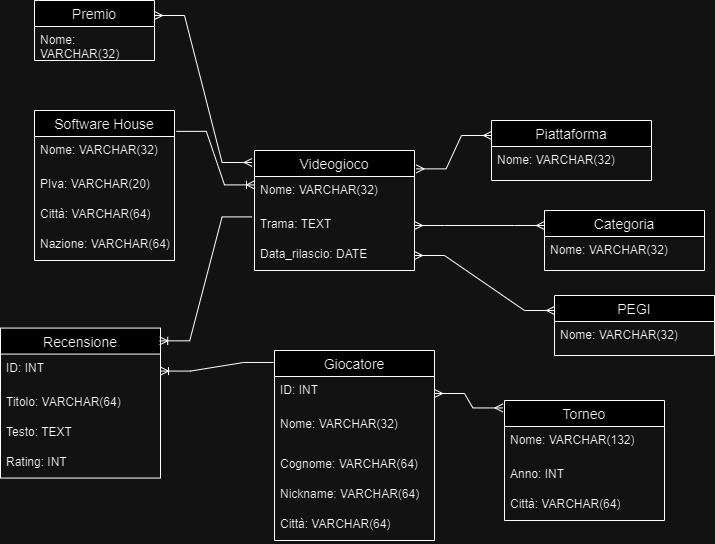 Premio
Nome:
VARCHAR(32)
Software House
Nome: VARCHAR(32)
PIva: VARCHAR(20)
Città: VARCHAR(64)
Nazione: VARCHAR(64)
Videogioco
Nome: VARCHAR(32)
Trama: TEXT
Data_rilascio: DATE
Piattaforma
Nome: VARCHAR(32)
Categoria
Nome: VARCHAR(32)
PEGI
Nome: VARCHAR(32)
Recensione
ID: INT
Titolo: VARCHAR(64)
Testo: TEXT
Rating: INT
Giocatore
ID: INT
Nome: VARCHAR(32)
Cognome: VARCHAR(64)
Nickname: VARCHAR(64)
Città: VARCHAR(64)
Torneo
Nome: VARCHAR(132)
Anno: INT
Città: VARCHAR(64)